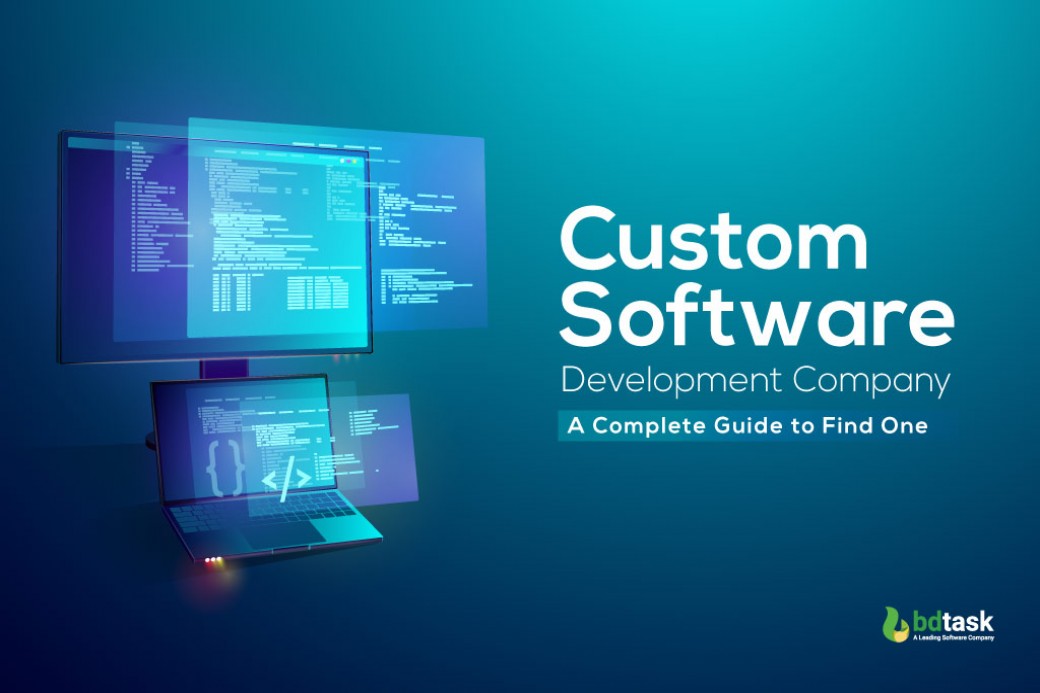 Custom
Software
Development Company
A Complete Guide to Find One
{}
</>
bdtask
A Leading Software Company